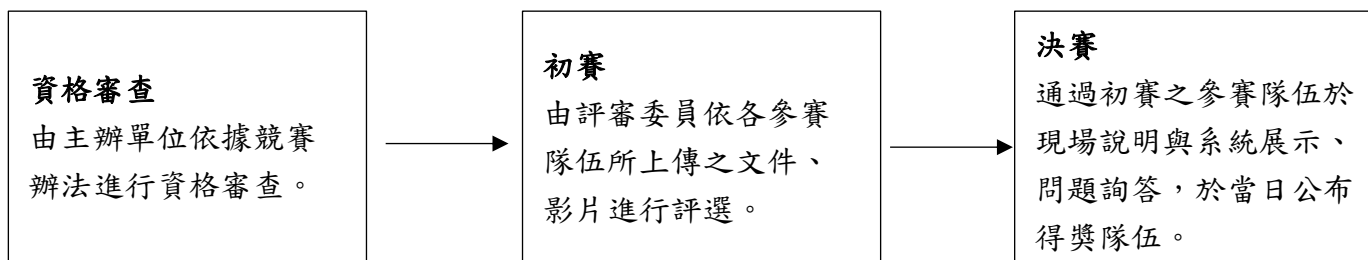 資格審查
由主辦單位依據競賽
辦法進行資格審查。
初賽
由評審委員依各參賽
隊伍所上傳之文件、
影片進行評選。
決賽
通過初賽之參賽隊伍於
現場說明與系統展示、
問題詢答，於當日公布
得獎隊伍。